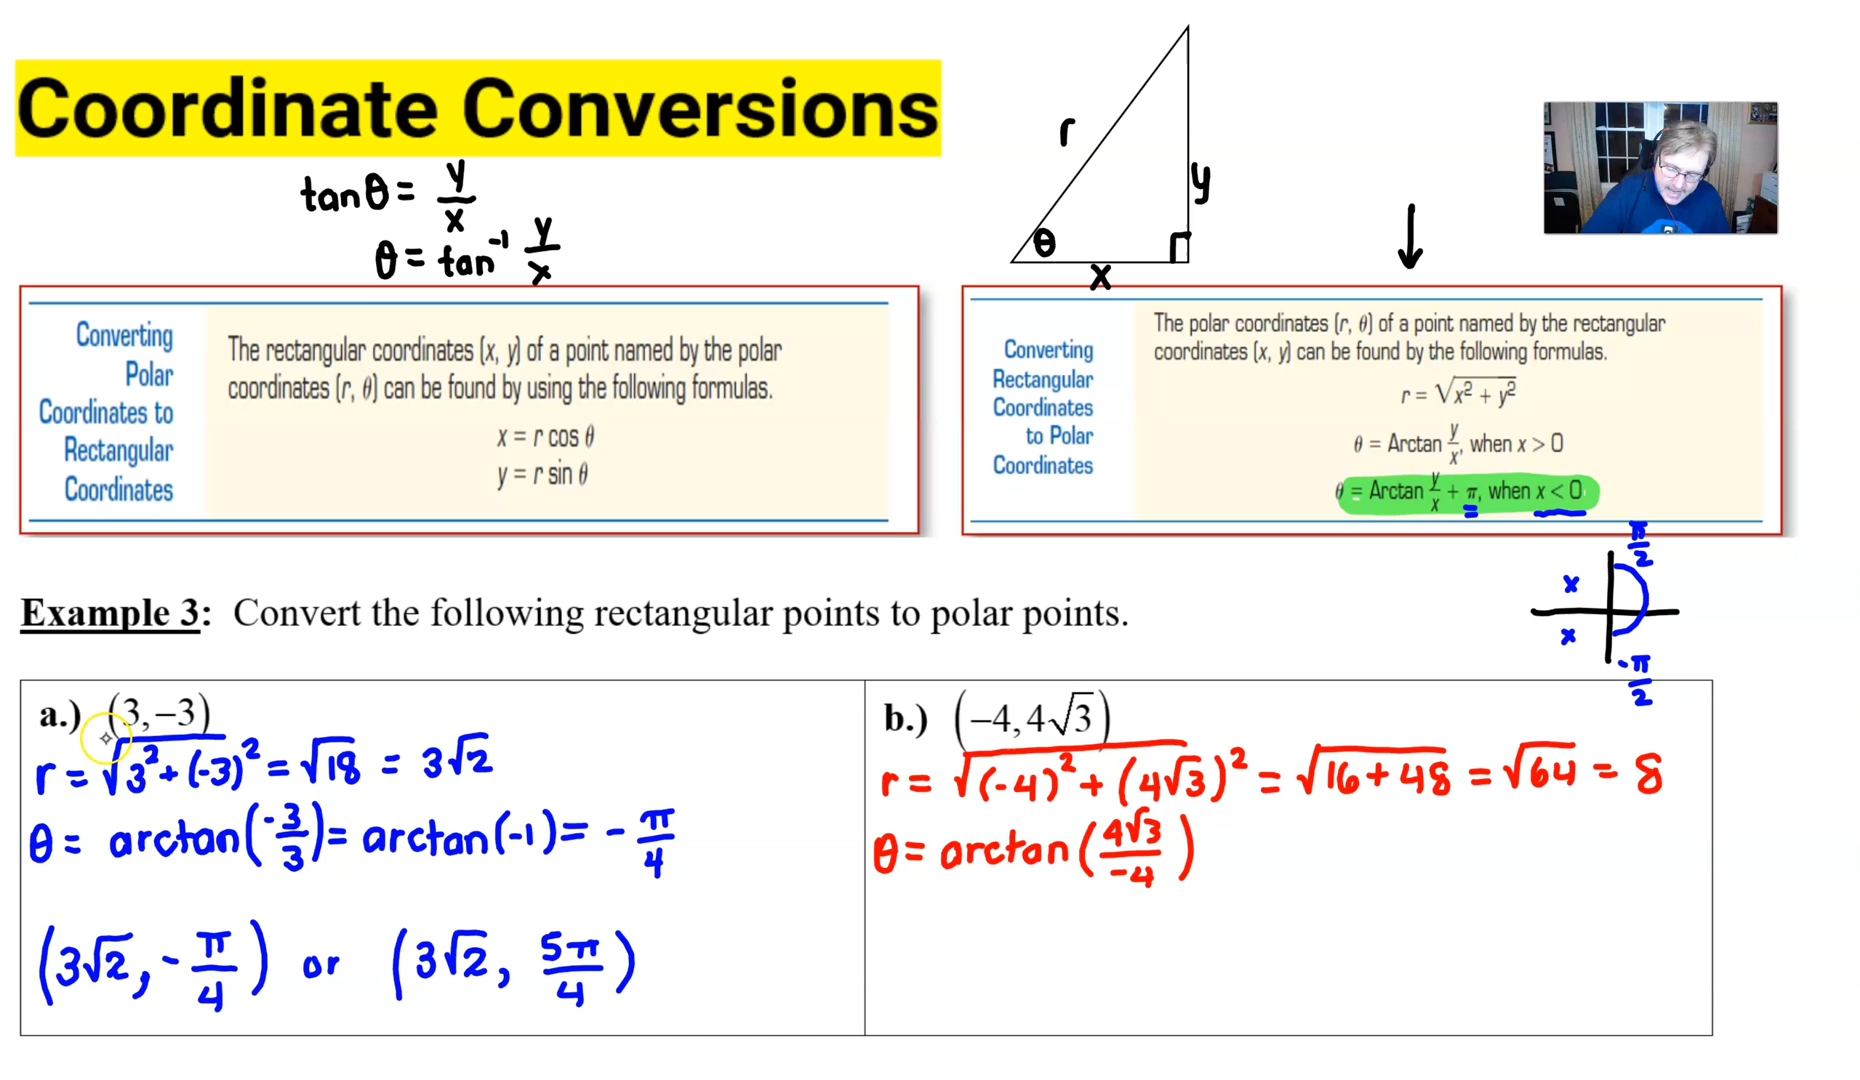 Coordinate Conversions
tanθ = y/x
θ = tan⁻¹ y/x
r
y
θ
x
Converting
Polar
Coordinates to
Rectangular
Coordinates
The rectangular coordinates (x, y) of a point named by the polar
coordinates (r, θ) can be found by using the following formulas.
x = r cos θ
y = r sin θ
Converting
Rectangular
Coordinates
to Polar
Coordinates
The polar coordinates (r, θ) of a point named by the rectangular
coordinates (x, y) can be found by the following formulas.
r = √(x² + y²)
θ = Arctan y/x, when x > 0
θ = Arctan y/x + π, when x < 0
π/2
x
x
-π/2
Example 3: Convert the following rectangular points to polar points.
a.) (3, −3)
r = √(3² + (-3)²) = √18 = 3√2
θ = arctan(-3/3) = arctan(-1) = - π/4
(3√2, - π/4) or (3√2, 5π/4)
b.) (−4, 4√3)
r = √((-4)² + (4√3)²) = √(16 + 48) = √64 = 8
θ = arctan(4√3/-4)